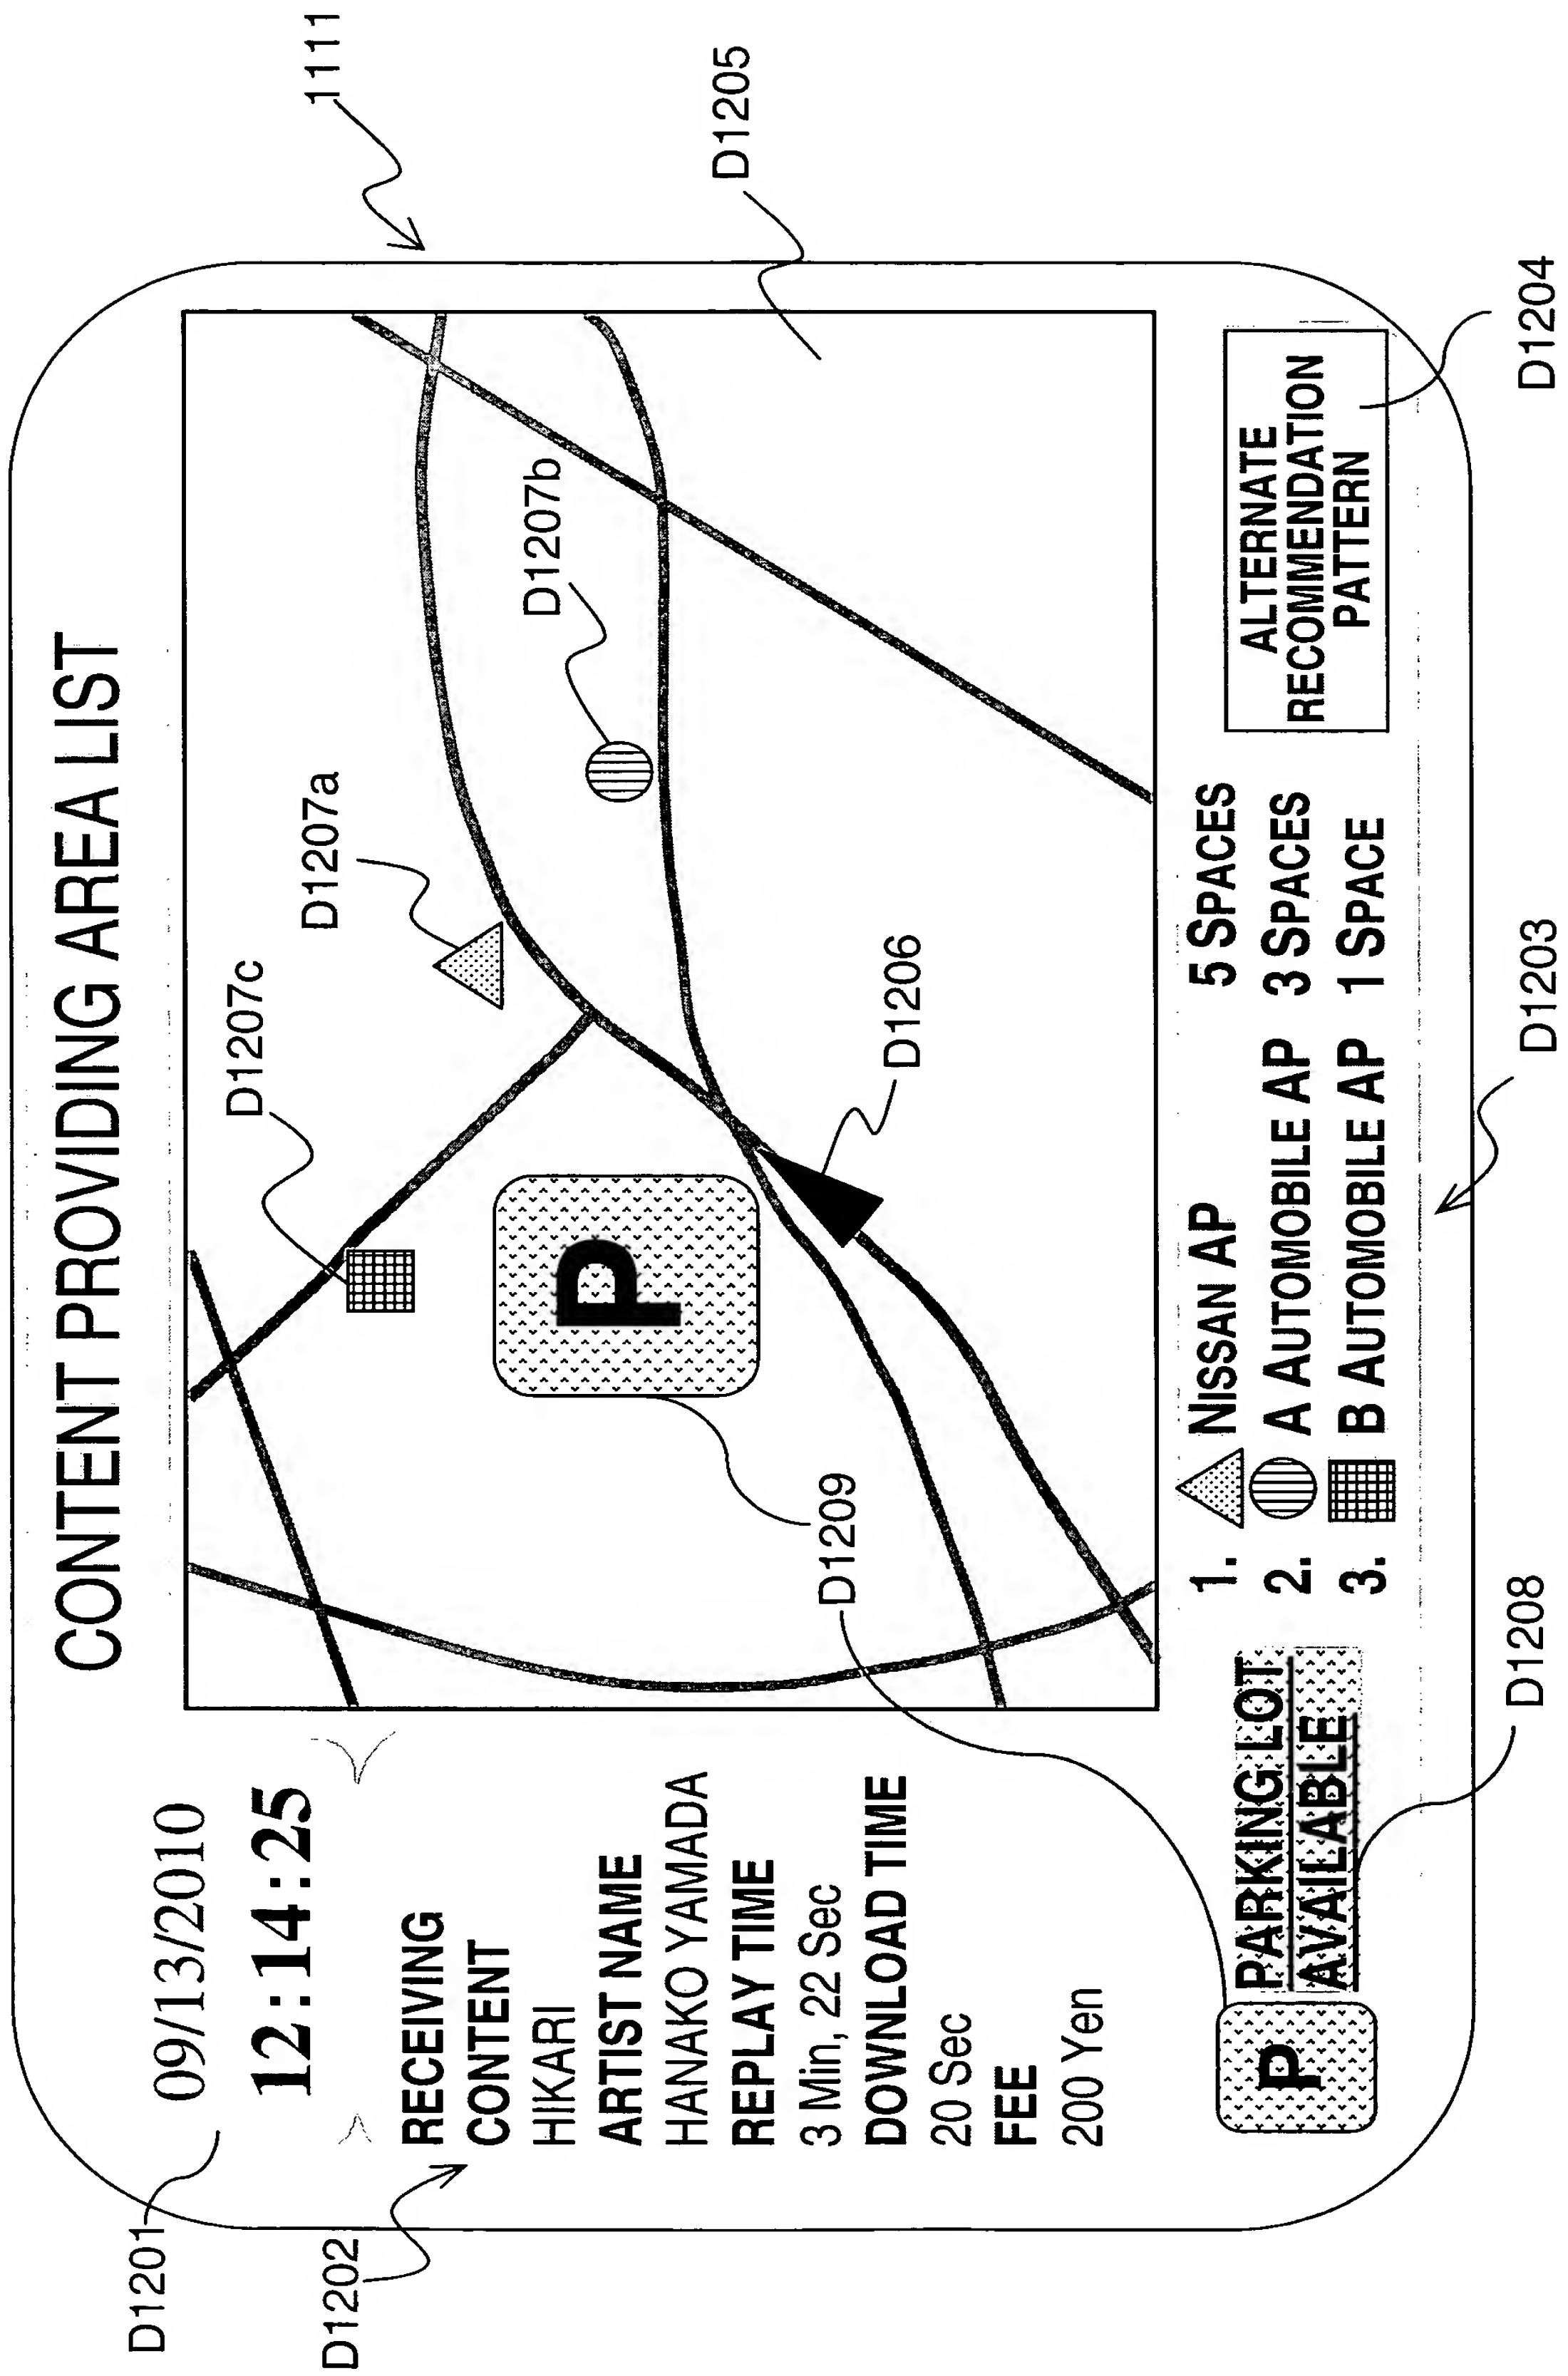 CONTENT PROVIDING AREA LIST
1111
D1201
09/13/2010
12:14:25
D1202
RECEIVING
CONTENT
HIKARI
ARTIST NAME
HANAKO YAMADA
REPLAY TIME
3 Min, 22 Sec
DOWNLOAD TIME
20 Sec
FEE
200 Yen
D1207c
D1207a
D1207b
D1205
P
D1206
D1209
P
PARKING LOT
AVAILABLE
1. NISSAN AP 5 SPACES
2. A AUTOMOBILE AP 3 SPACES
3. B AUTOMOBILE AP 1 SPACE
ALTERNATE
RECOMMENDATION
PATTERN
D1208
D1203
D1204